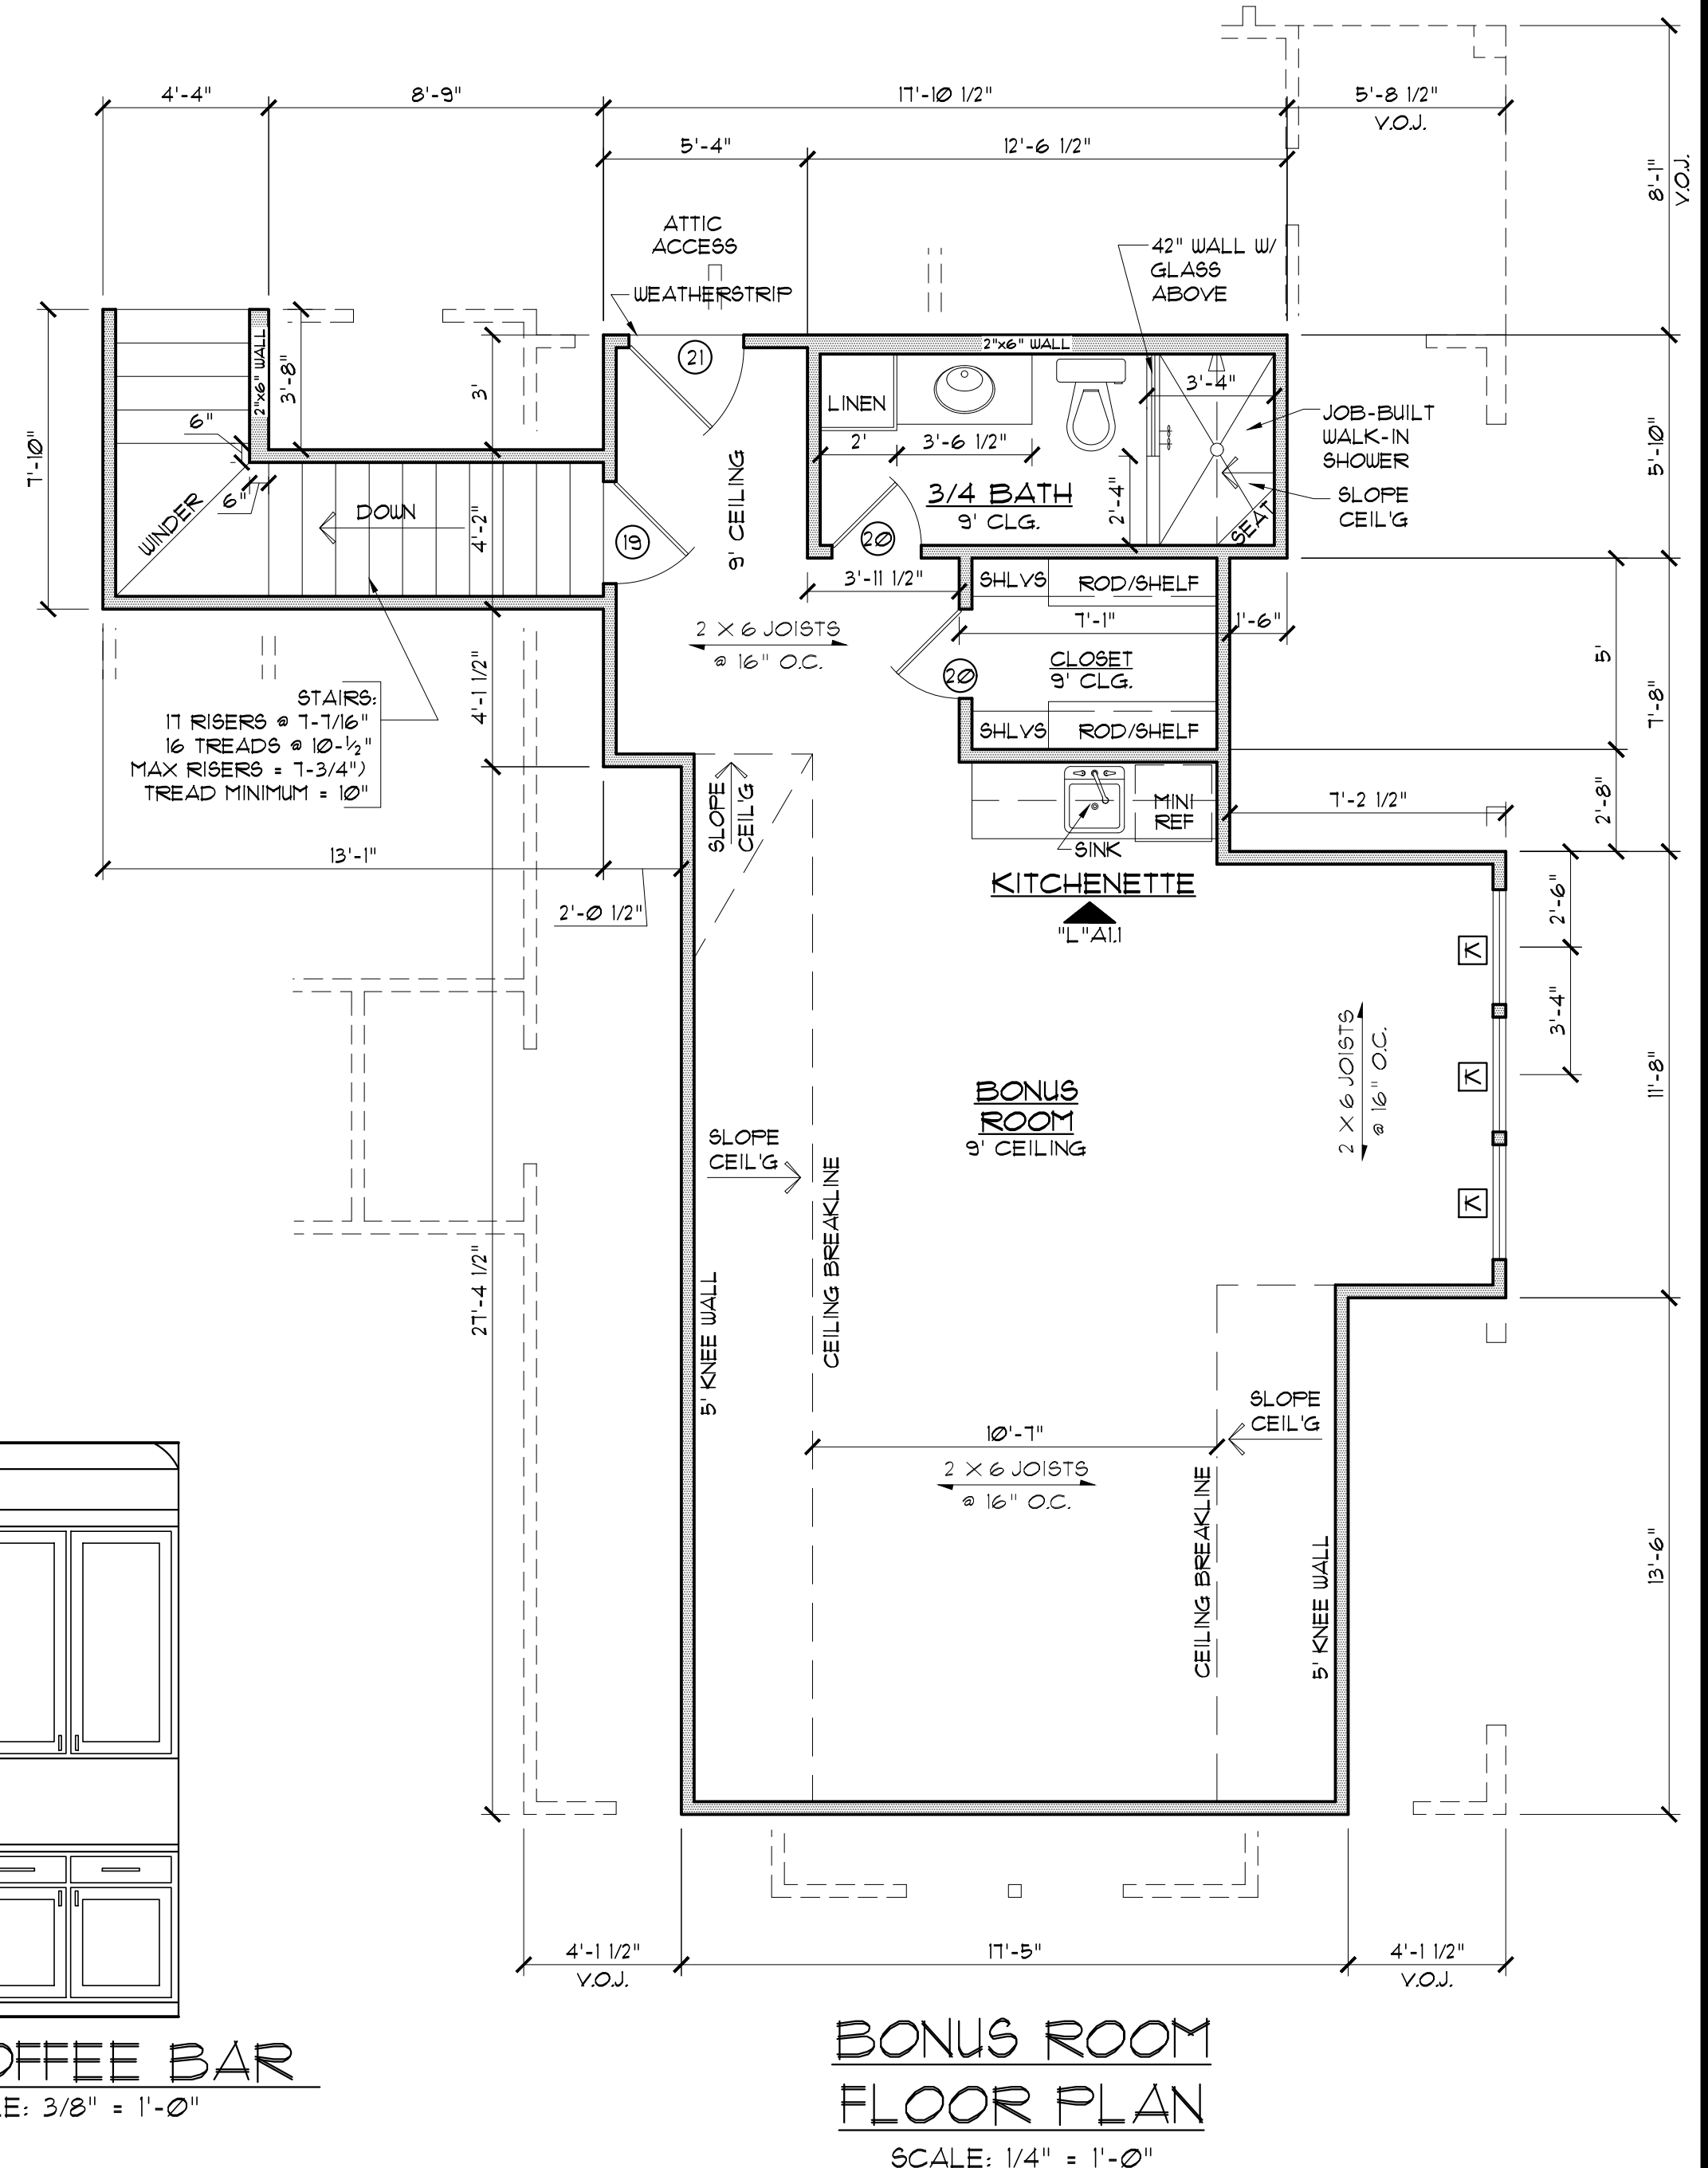 4'-4"
8'-9"
17'-10 1/2"
5'-8 1/2"
V.O.J.
5'-4"
12'-6 1/2"
8'-1"
V.O.J.
ATTIC
ACCESS
WEATHERSTRIP
42" WALL W/
GLASS
ABOVE
2"x6" WALL
21
2"x6" WALL
3'-8"
3'
6"
7'-10"
LINEN
3'-4"
JOB-BUILT
WALK-IN
SHOWER
5'-10"
2'
3'-6 1/2"
3/4 BATH
9' CLG.
2'-4"
SEAT
SLOPE
CEIL'G
6"
WINDER
DOWN
4'-2"
19
9' CEILING
20
3'-11 1/2"
SHLVS
ROD/SHELF
7'-1"
1'-6"
2 X 6 JOISTS
@ 16" O.C.
CLOSET
9' CLG.
20
5'
7'-8"
SHLVS
ROD/SHELF
4'-1 1/2"
STAIRS:
17 RISERS @ 7-7/16"
16 TREADS @ 10-½"
MAX RISERS = 7-3/4")
TREAD MINIMUM = 10"
SLOPE
CEIL'G
MINI
REF
7'-2 1/2"
2'-8"
SINK
13'-1"
2'-0 1/2"
KITCHENETTE
"L"A1.1
2'-6"
K
3'-4"
2 X 6 JOISTS
@ 16" O.C.
K
11'-8"
BONUS
ROOM
9' CEILING
SLOPE
CEIL'G
K
CEILING BREAKLINE
27'-4 1/2"
5' KNEE WALL
SLOPE
CEIL'G
10'-7"
2 X 6 JOISTS
@ 16" O.C.
CEILING BREAKLINE
5' KNEE WALL
13'-6"
4'-1 1/2"
V.O.J.
17'-5"
4'-1 1/2"
V.O.J.
OFFEE BAR
LE: 3/8" = 1'-0"
BONUS ROOM
FLOOR PLAN
SCALE: 1/4" = 1'-0"